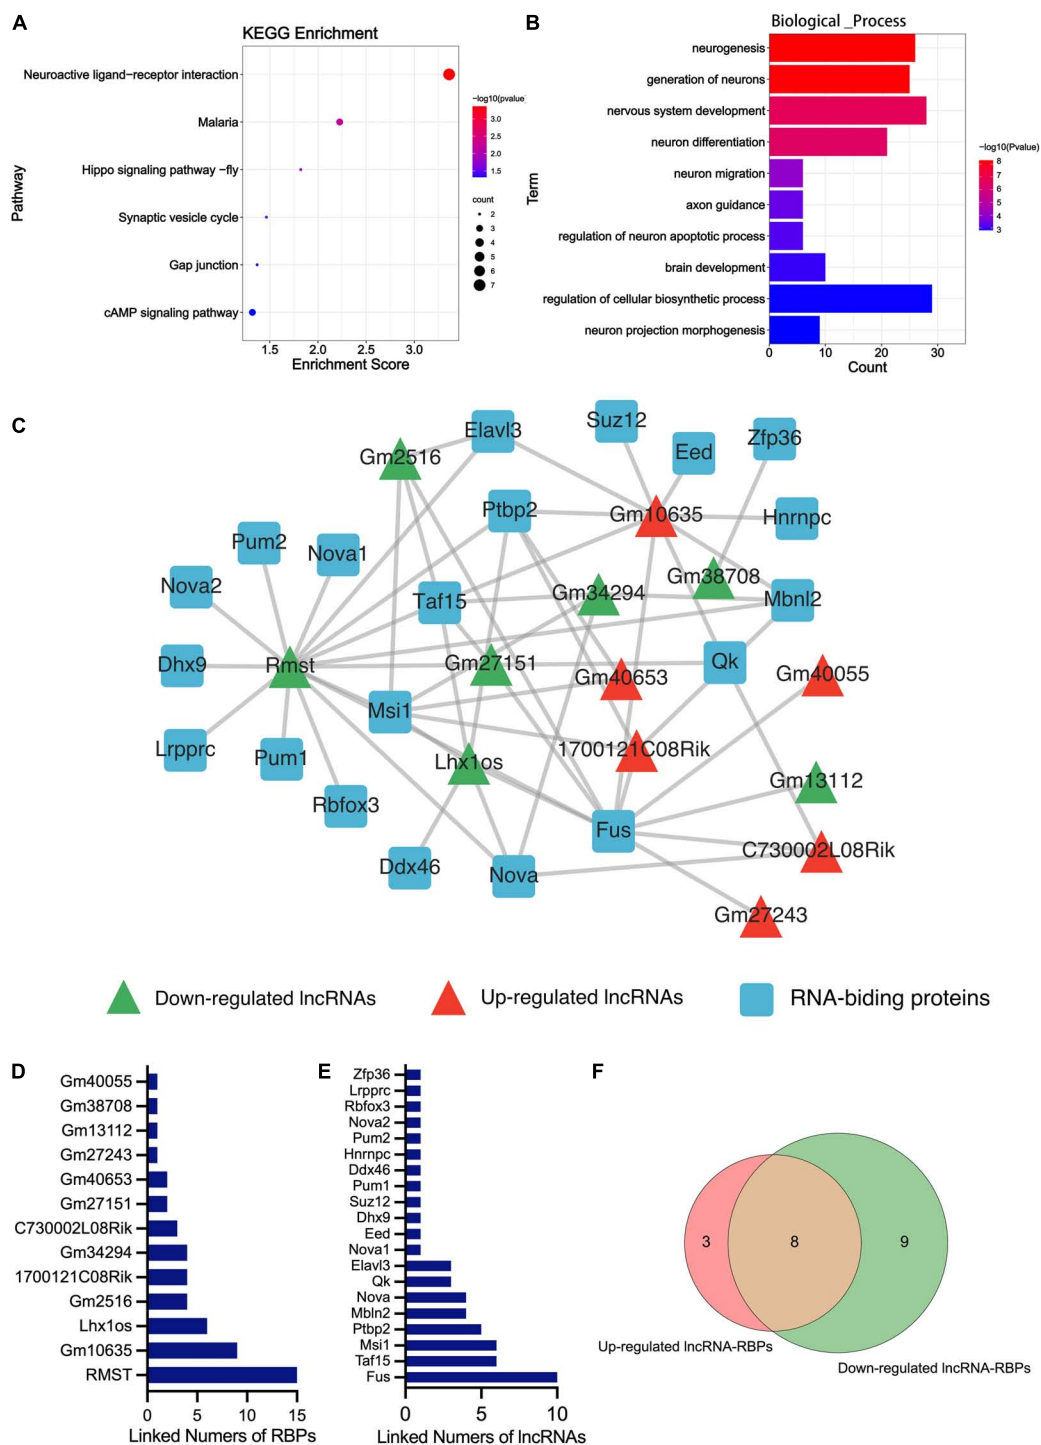 A
KEGG Enrichment
Neuroactive ligand−receptor interaction
Malaria
Hippo signaling pathway −fly
Synaptic vesicle cycle
Gap junction
cAMP signaling pathway
Pathway
1.5 2.0 2.5 3.0
Enrichment Score
−log10(pvalue)
3.0
2.5
2.0
1.5
count
2
3
4
5
6
7
B
Biological _Process
neurogenesis
generation of neurons
nervous system development
neuron differentiation
neuron migration
axon guidance
regulation of neuron apoptotic process
brain development
regulation of cellular biosynthetic process
neuron projection morphogenesis
Term
0 10 20 30
Count
−log10(Pvalue)
8
7
6
5
4
3
C
Suz12
Elavl3
Zfp36
Eed
Gm2516
Ptbp2
Gm10635
Hnrnpc
Pum2
Nova1
Gm38708
Nova2
Gm34294
Taf15
Mbnl2
Dhx9
Rmst
Gm27151
Qk
Gm40653
Gm40055
Msi1
Lrpprc
Pum1
1700121C08Rik
Lhx1os
Gm13112
Rbfox3
Fus
C730002L08Rik
Ddx46
Nova
Gm27243
Down-regulated lncRNAs
Up-regulated lncRNAs
RNA-biding proteins
D
Gm40055
Gm38708
Gm13112
Gm27243
Gm40653
Gm27151
C730002L08Rik
Gm34294
1700121C08Rik
Gm2516
Lhx1os
Gm10635
RMST
0 5 10 15
Linked Numers of RBPs
E
Zfp36
Lrpprc
Rbfox3
Nova2
Pum2
Hnrnpc
Ddx46
Pum1
Suz12
Dhx9
Eed
Nova1
Elavl3
Qk
Nova
Mbln2
Ptbp2
Msi1
Taf15
Fus
0 5 10
Linked Numers of lncRNAs
F
3 8 9
Up-regulated lncRNA-RBPs
Down-regulated lncRNA-RBPs